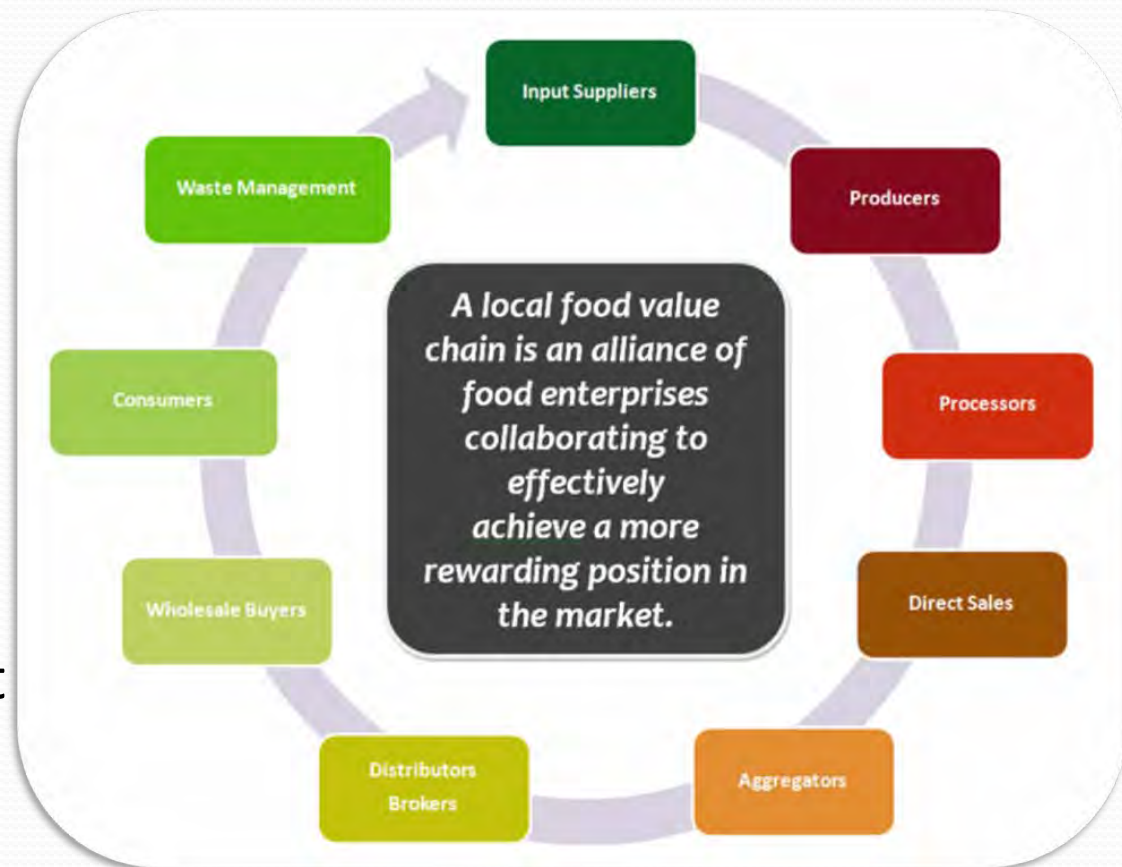 Input Suppliers
Producers
Processors
Direct Sales
Aggregators
Distributors
Brokers
Wholesale Buyers
Consumers
Waste Management
A local food value
chain is an alliance of
food enterprises
collaborating to
effectively
achieve a more
rewarding position in
the market.
t